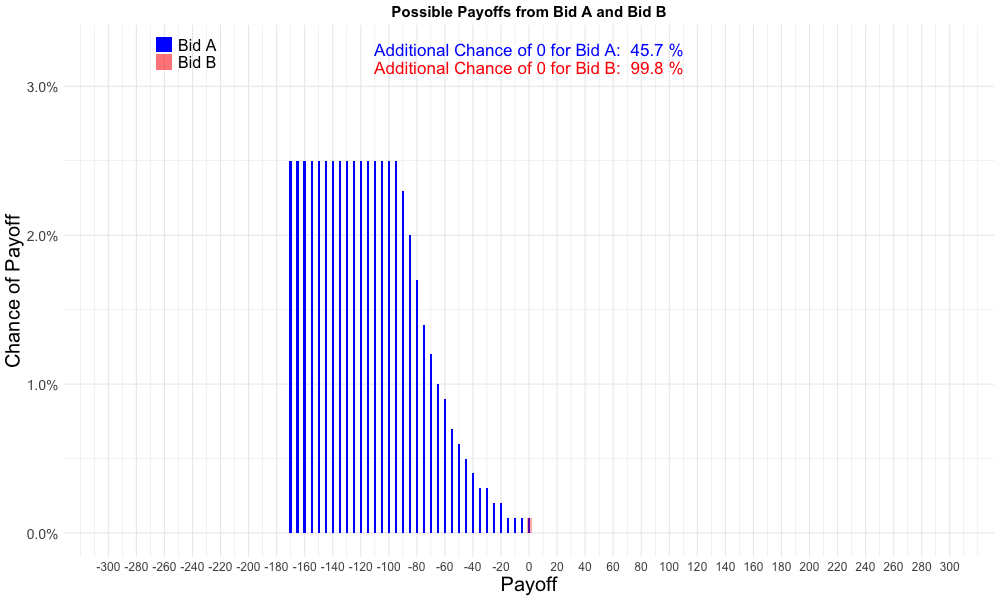 Possible Payoffs from Bid A and Bid B
Bid A
Bid B
Additional Chance of 0 for Bid A: 45.7 %
Additional Chance of 0 for Bid B: 99.8 %
Chance of Payoff
3.0%
2.0%
1.0%
0.0%
-300 -280 -260 -240 -220 -200 -180 -160 -140 -120 -100 -80 -60 -40 -20 0 20 40 60 80 100 120 140 160 180 200 220 240 260 280 300
Payoff